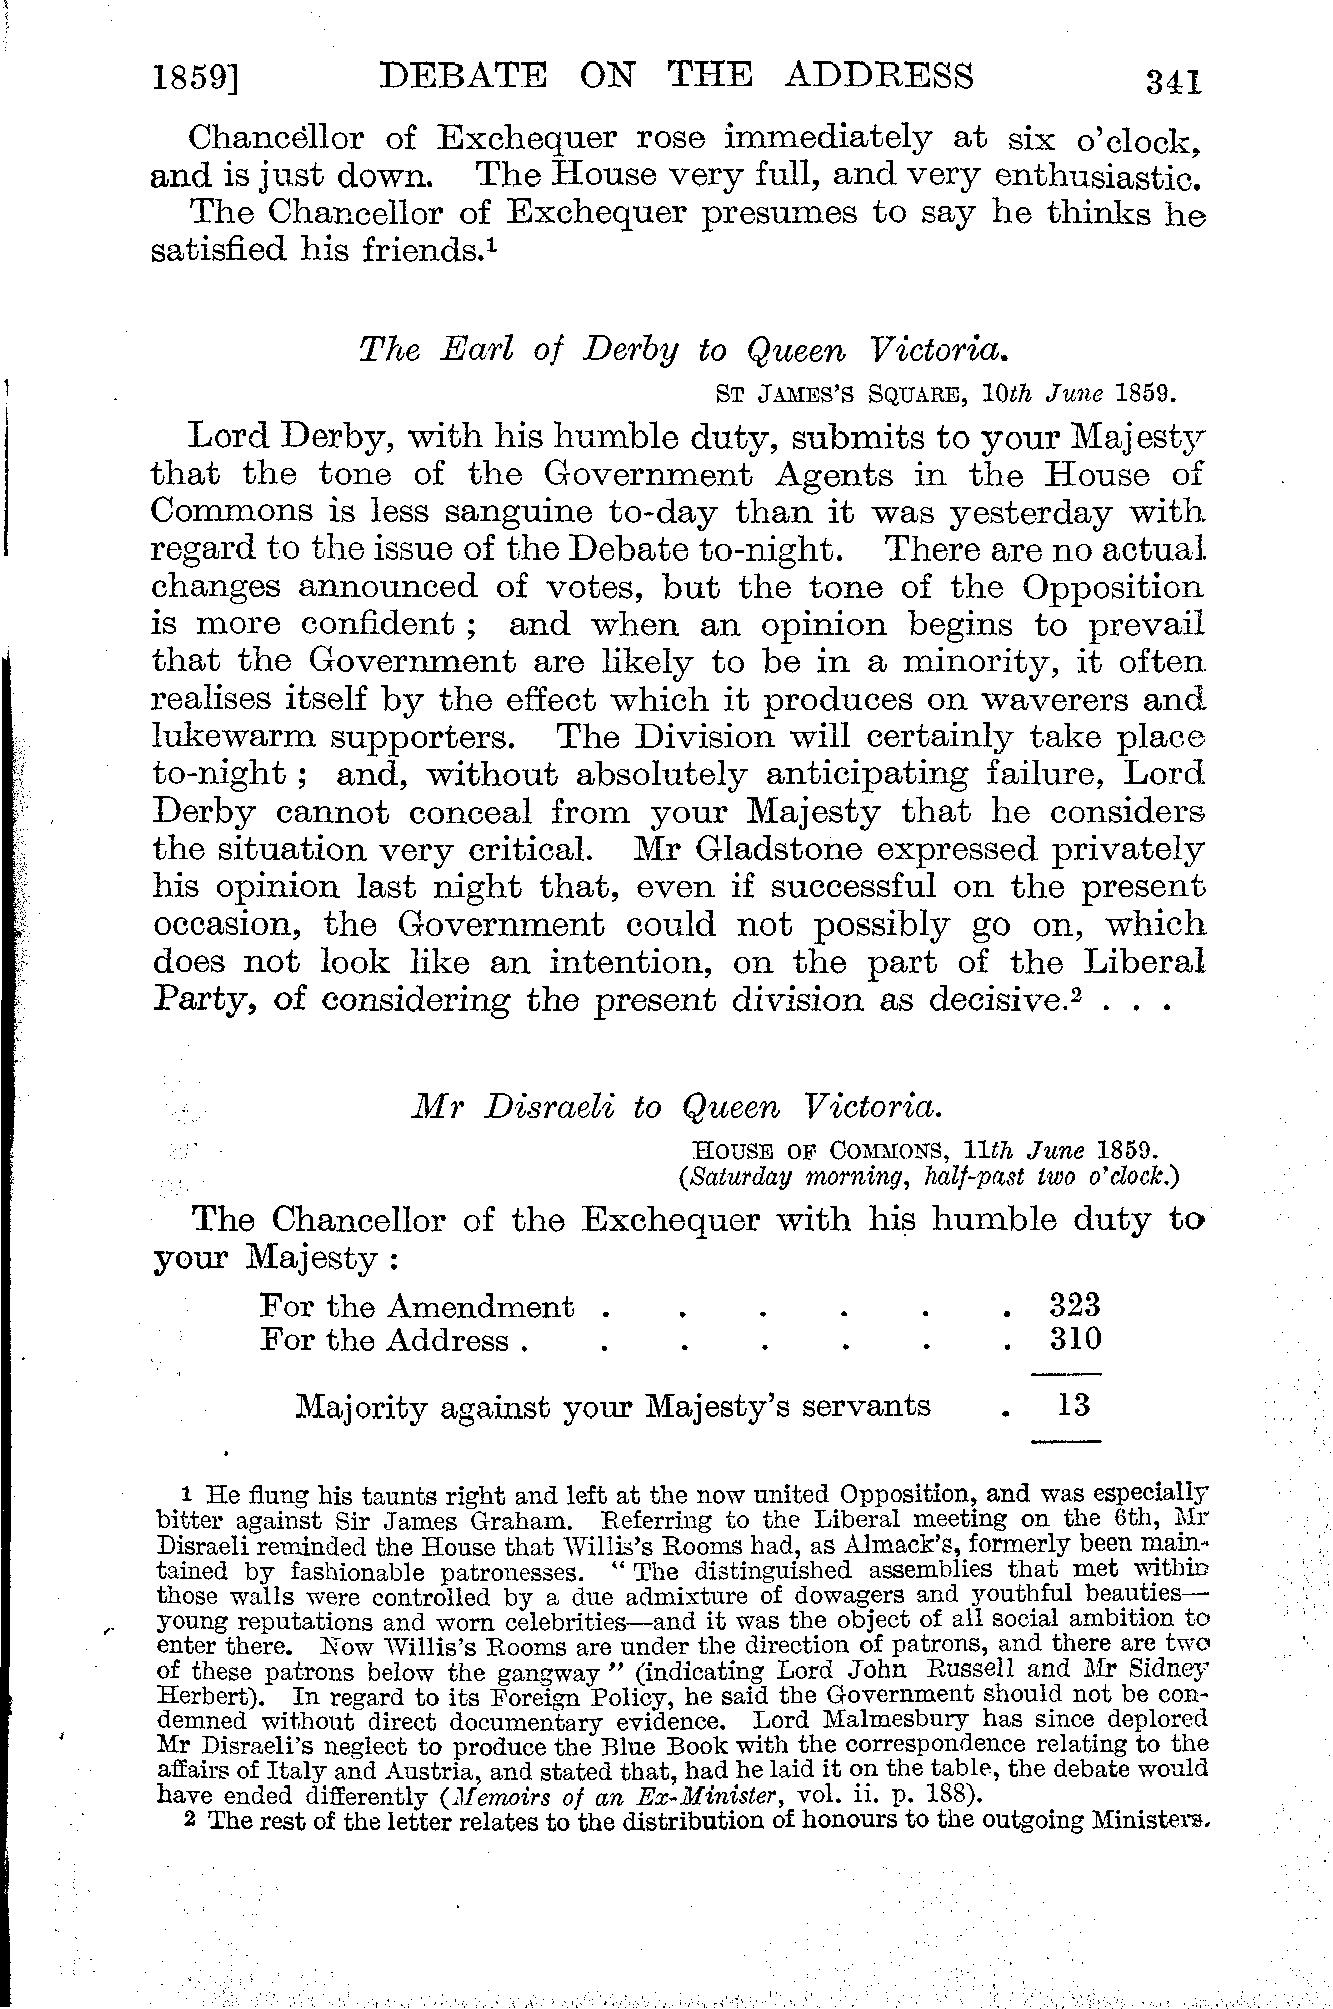 1859] DEBATE ON THE ADDRESS 341
Chancellor of Exchequer rose immediately at six o'clock,
and is just down. The House very full, and very enthusiastic.
The Chancellor of Exchequer presumes to say he thinks he
satisfied his friends.¹
The Earl of Derby to Queen Victoria.
ST JAMES'S SQUARE, 10th June 1859.
Lord Derby, with his humble duty, submits to your Majesty
that the tone of the Government Agents in the House of
Commons is less sanguine to-day than it was yesterday with
regard to the issue of the Debate to-night. There are no actual
changes announced of votes, but the tone of the Opposition
is more confident ; and when an opinion begins to prevail
that the Government are likely to be in a minority, it often
realises itself by the effect which it produces on waverers and
lukewarm supporters. The Division will certainly take place
to-night ; and, without absolutely anticipating failure, Lord
Derby cannot conceal from your Majesty that he considers
the situation very critical. Mr Gladstone expressed privately
his opinion last night that, even if successful on the present
occasion, the Government could not possibly go on, which
does not look like an intention, on the part of the Liberal
Party, of considering the present division as decisive.² . . .
Mr Disraeli to Queen Victoria.
HOUSE OF COMMONS, 11th June 1859.
(Saturday morning, half-past two o'clock.)
The Chancellor of the Exchequer with his humble duty to
your Majesty :
For the Amendment . . . . . . 323
For the Address . . . . . . . 310
Majority against your Majesty's servants . 13
1 He flung his taunts right and left at the now united Opposition, and was especially
bitter against Sir James Graham. Referring to the Liberal meeting on the 6th, Mr
Disraeli reminded the House that Willis's Rooms had, as Almack's, formerly been main-
tained by fashionable patronesses. "The distinguished assemblies that met within
those walls were controlled by a due admixture of dowagers and youthful beauties—
young reputations and worn celebrities—and it was the object of all social ambition to
enter there. Now Willis's Rooms are under the direction of patrons, and there are two
of these patrons below the gangway" (indicating Lord John Russell and Mr Sidney
Herbert). In regard to its Foreign Policy, he said the Government should not be con-
demned without direct documentary evidence. Lord Malmesbury has since deplored
Mr Disraeli's neglect to produce the Blue Book with the correspondence relating to the
affairs of Italy and Austria, and stated that, had he laid it on the table, the debate would
have ended differently (Memoirs of an Ex-Minister, vol. ii. p. 188).
2 The rest of the letter relates to the distribution of honours to the outgoing Ministers.